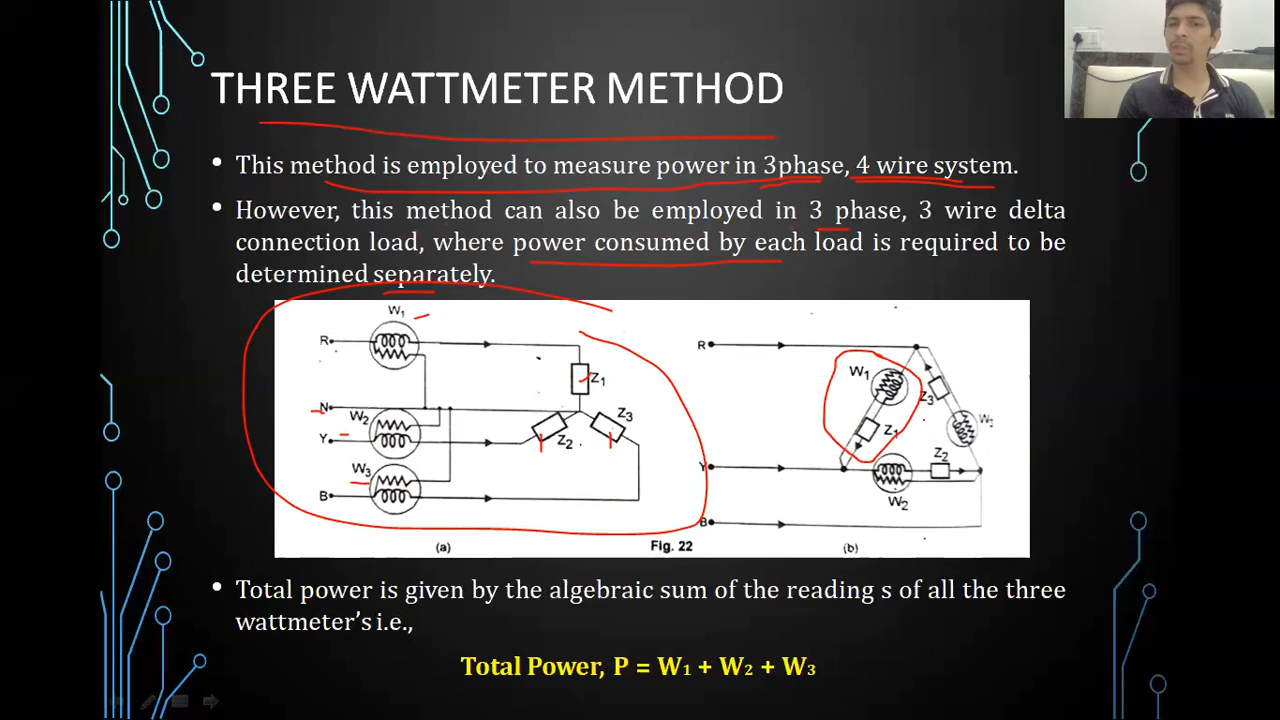 THREE WATTMETER METHOD
• This method is employed to measure power in 3phase, 4 wire system.
• However, this method can also be employed in 3 phase, 3 wire delta
connection load, where power consumed by each load is required to be
determined separately.
W₁
R
Z₁
N
W₂
Z₃
Y
Z₂
W₃
B
(a)
Fig. 22
R
W₁
Z₃
W₃
Z₁
Y
Z₂
W₂
B
(b)
• Total power is given by the algebraic sum of the reading s of all the three
wattmeter's i.e.,
Total Power, P = W₁ + W₂ + W₃